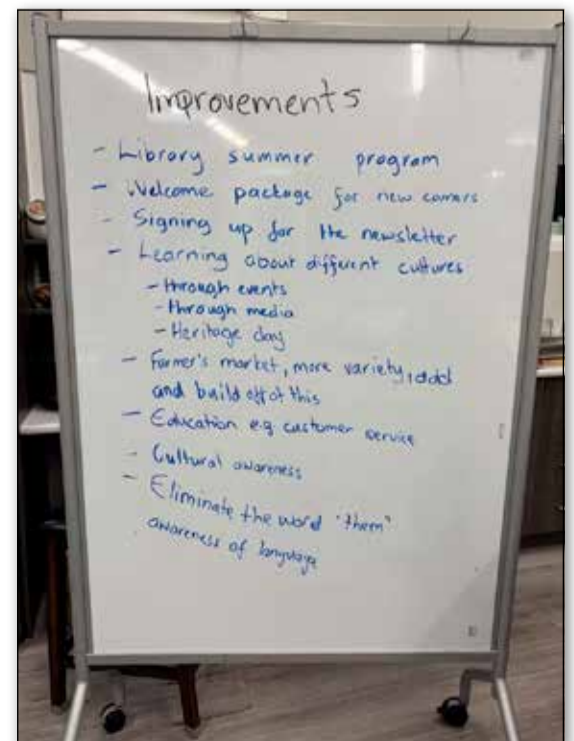 Improvements
- Library summer program
- Welcome package for new comers
- Signing up for the newsletter
- Learning about different cultures
- through events
- through media
- Heritage day
- Farmer's market, more variety, add
and build off of this
- Education e.g customer service
- Cultural awareness
- Eliminate the word 'them'
awareness of language